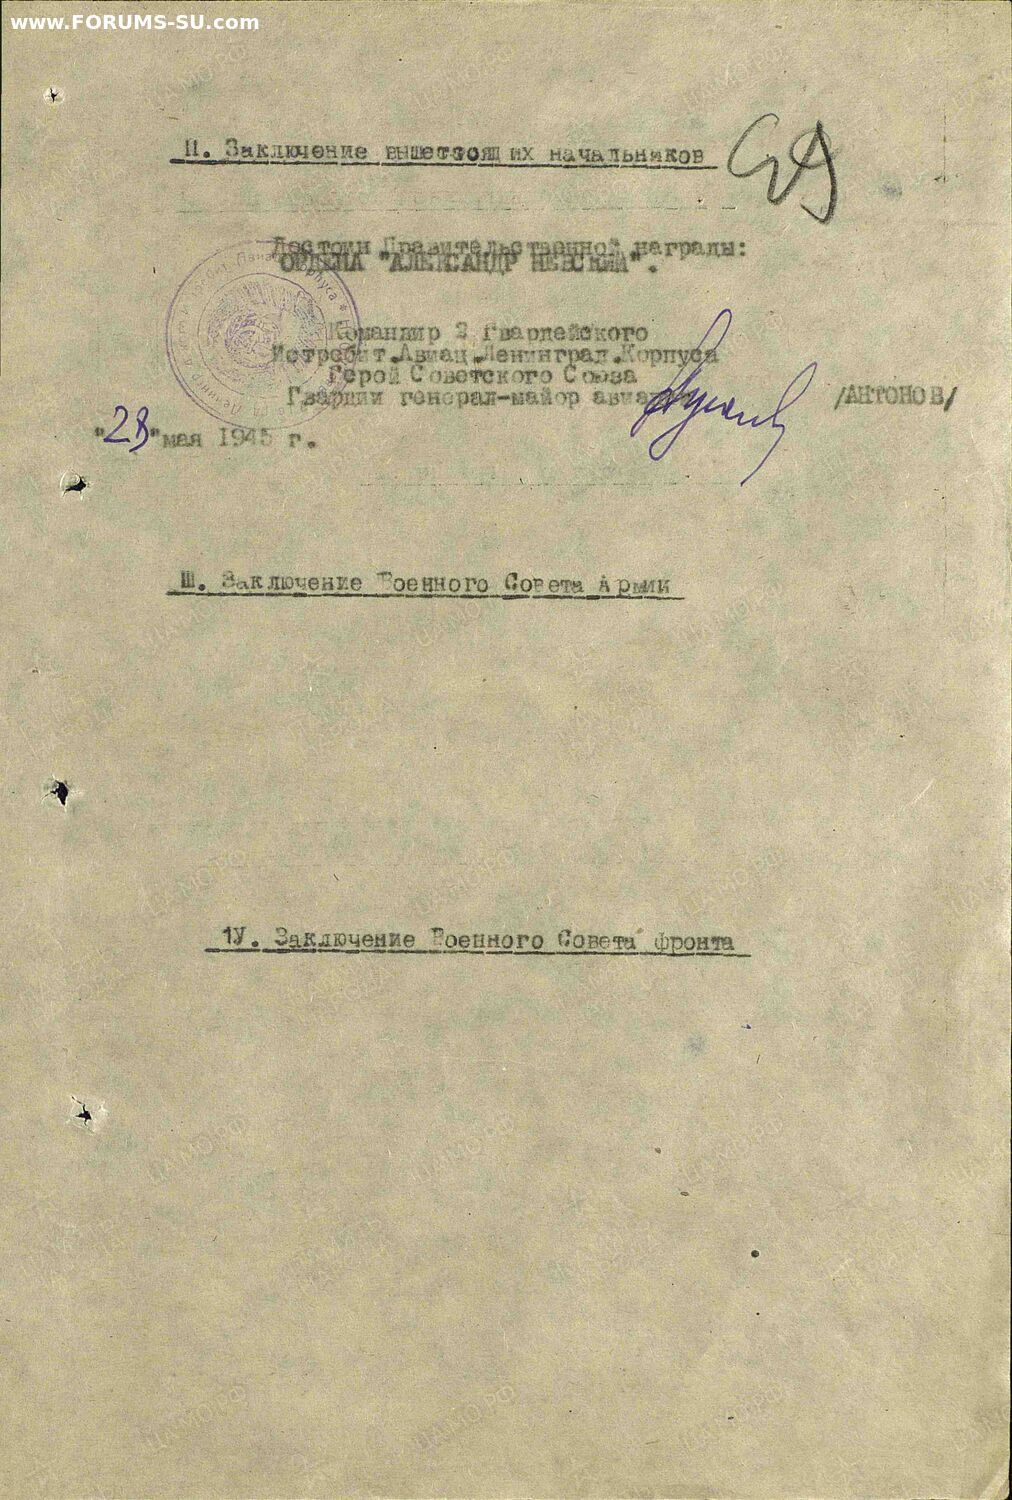 www.FORUMS-SU.com
II. Заключение вышестоящих начальников
Достоин Правительственной награды:
ОРДЕНА "АЛЕКСАНДР НЕВСКИЙ".
Командир 2 Гвардейского
Истребит.Авиац.Ленинград.Корпуса
Герой Советского Союза
Гвардии генерал-майор авиации
/АНТОНОВ/
"28" мая 1945 г.
Ш. Заключение Военного Совета Армии
1У. Заключение Военного Совета фронта
ЦАМО РФ